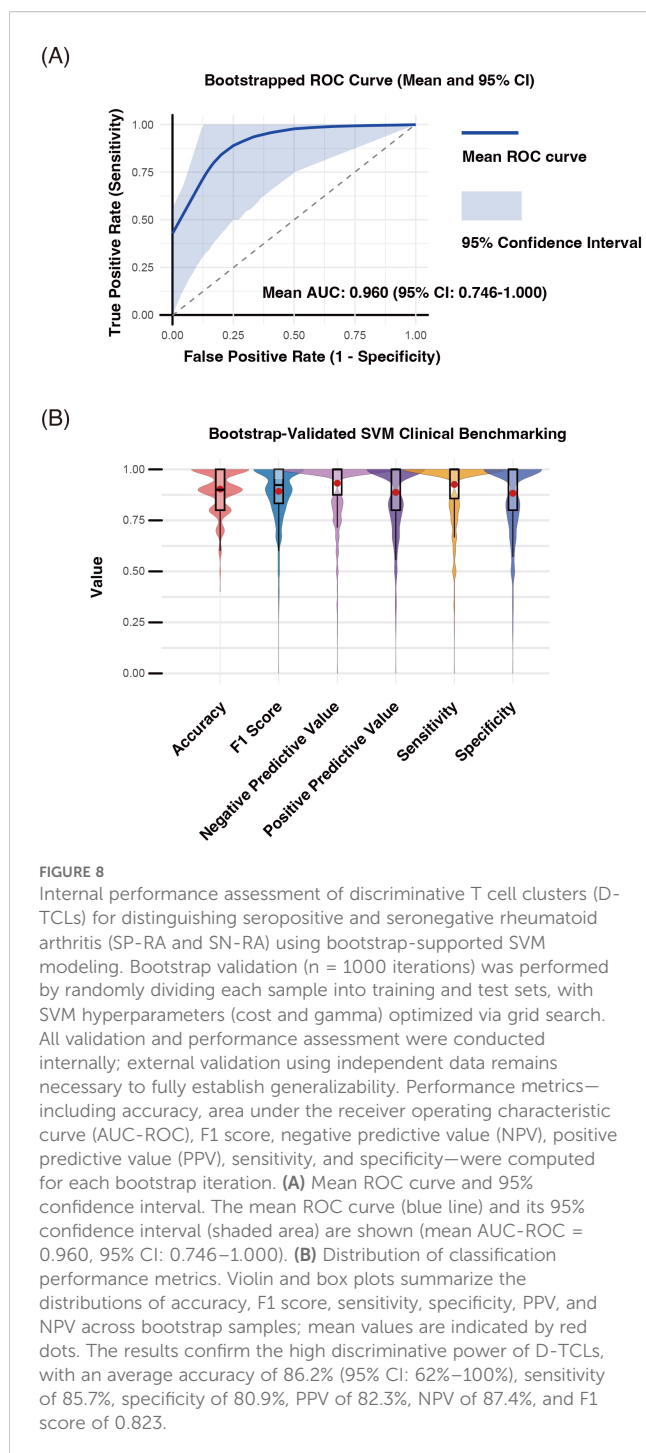 (A)
Bootstrapped ROC Curve (Mean and 95% CI)
True Positive Rate (Sensitivity)
1.00
0.75
0.50
0.25
0.00
0.00 0.25 0.50 0.75 1.00
False Positive Rate (1 - Specificity)
Mean AUC: 0.960 (95% CI: 0.746-1.000)
Mean ROC curve
95% Confidence Interval
(B)
Bootstrap-Validated SVM Clinical Benchmarking
Value
1.00
0.75
0.50
0.25
0.00
Accuracy
F1 Score
Negative Predictive Value
Positive Predictive Value
Sensitivity
Specificity
FIGURE 8
Internal performance assessment of discriminative T cell clusters (D-
TCLs) for distinguishing seropositive and seronegative rheumatoid
arthritis (SP-RA and SN-RA) using bootstrap-supported SVM
modeling. Bootstrap validation (n = 1000 iterations) was performed
by randomly dividing each sample into training and test sets, with
SVM hyperparameters (cost and gamma) optimized via grid search.
All validation and performance assessment were conducted
internally; external validation using independent data remains
necessary to fully establish generalizability. Performance metrics—
including accuracy, area under the receiver operating characteristic
curve (AUC-ROC), F1 score, negative predictive value (NPV), positive
predictive value (PPV), sensitivity, and specificity—were computed
for each bootstrap iteration. (A) Mean ROC curve and 95%
confidence interval. The mean ROC curve (blue line) and its 95%
confidence interval (shaded area) are shown (mean AUC-ROC =
0.960, 95% CI: 0.746–1.000). (B) Distribution of classification
performance metrics. Violin and box plots summarize the
distributions of accuracy, F1 score, sensitivity, specificity, PPV, and
NPV across bootstrap samples; mean values are indicated by red
dots. The results confirm the high discriminative power of D-TCLs,
with an average accuracy of 86.2% (95% CI: 62%–100%), sensitivity
of 85.7%, specificity of 80.9%, PPV of 82.3%, NPV of 87.4%, and F1
score of 0.823.